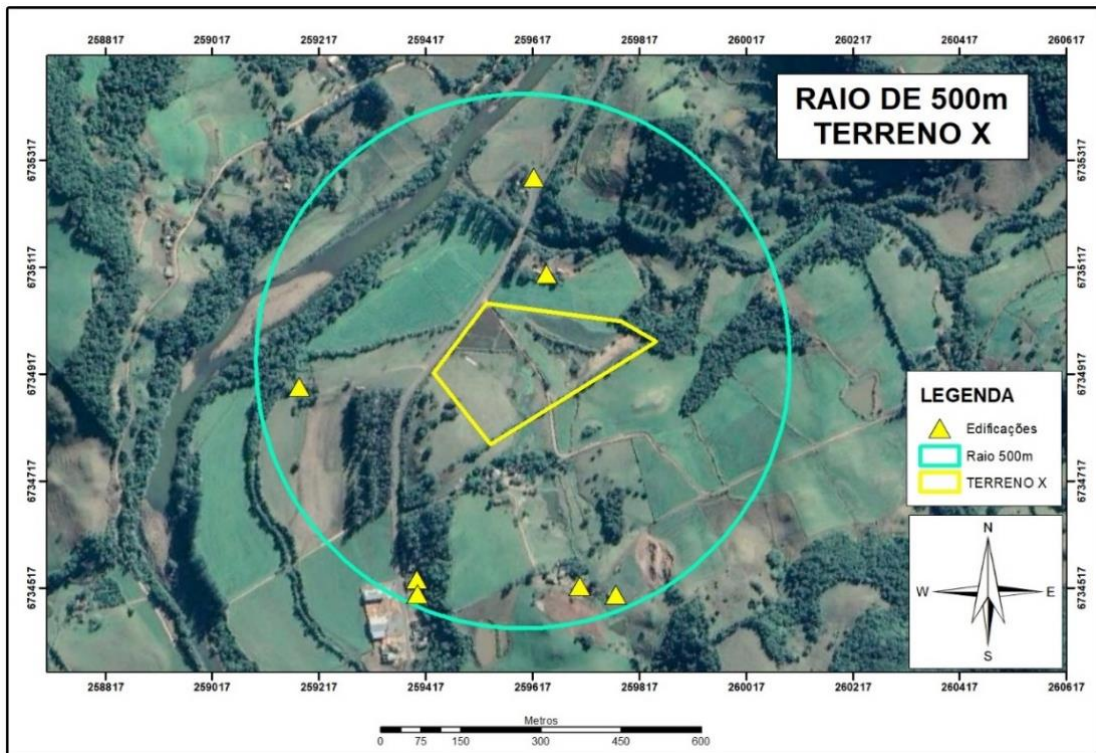 258817 259017 259217 259417 259617 259817 260017 260217 260417 260617
RAIO DE 500m
TERRENO X
6735317 6735317
6735117 6735117
6734917 6734917
LEGENDA
Edificações
Raio 500m
TERRENO X
6734717 6734717
6734517 6734517
N
W E
S
258817 259017 259217 259417 259617 259817 260017 260217 260417 260617
Metros
0 75 150 300 450 600